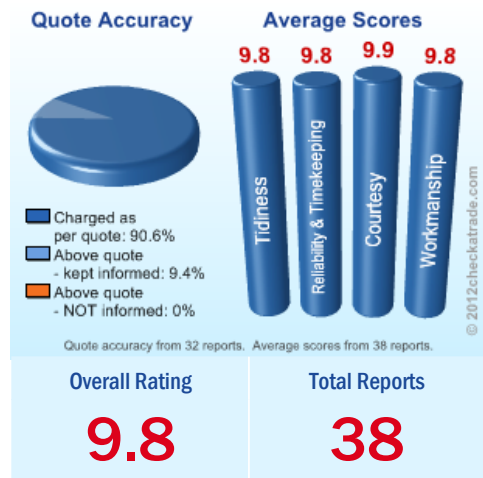 Quote Accuracy
Average Scores
9.8
9.8
9.9
9.8
Tidiness
Reliability & Timekeeping
Courtesy
Workmanship
Charged as
per quote: 90.6%
Above quote
- kept informed: 9.4%
Above quote
- NOT informed: 0%
© 2012checkatrade.com
Quote accuracy from 32 reports. Average scores from 38 reports.
Overall Rating
Total Reports
9.8
38